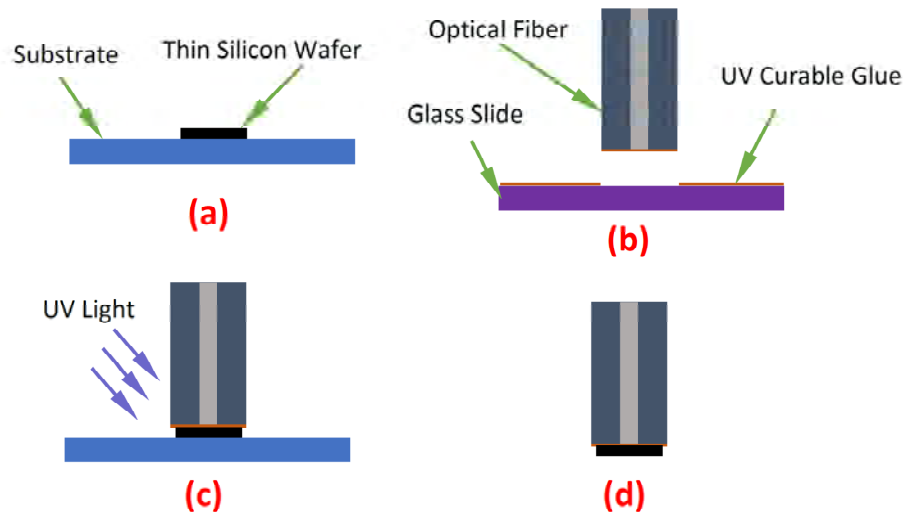 Substrate
Thin Silicon Wafer
(a)
Optical Fiber
UV Curable Glue
Glass Slide
(b)
UV Light
(c)
(d)